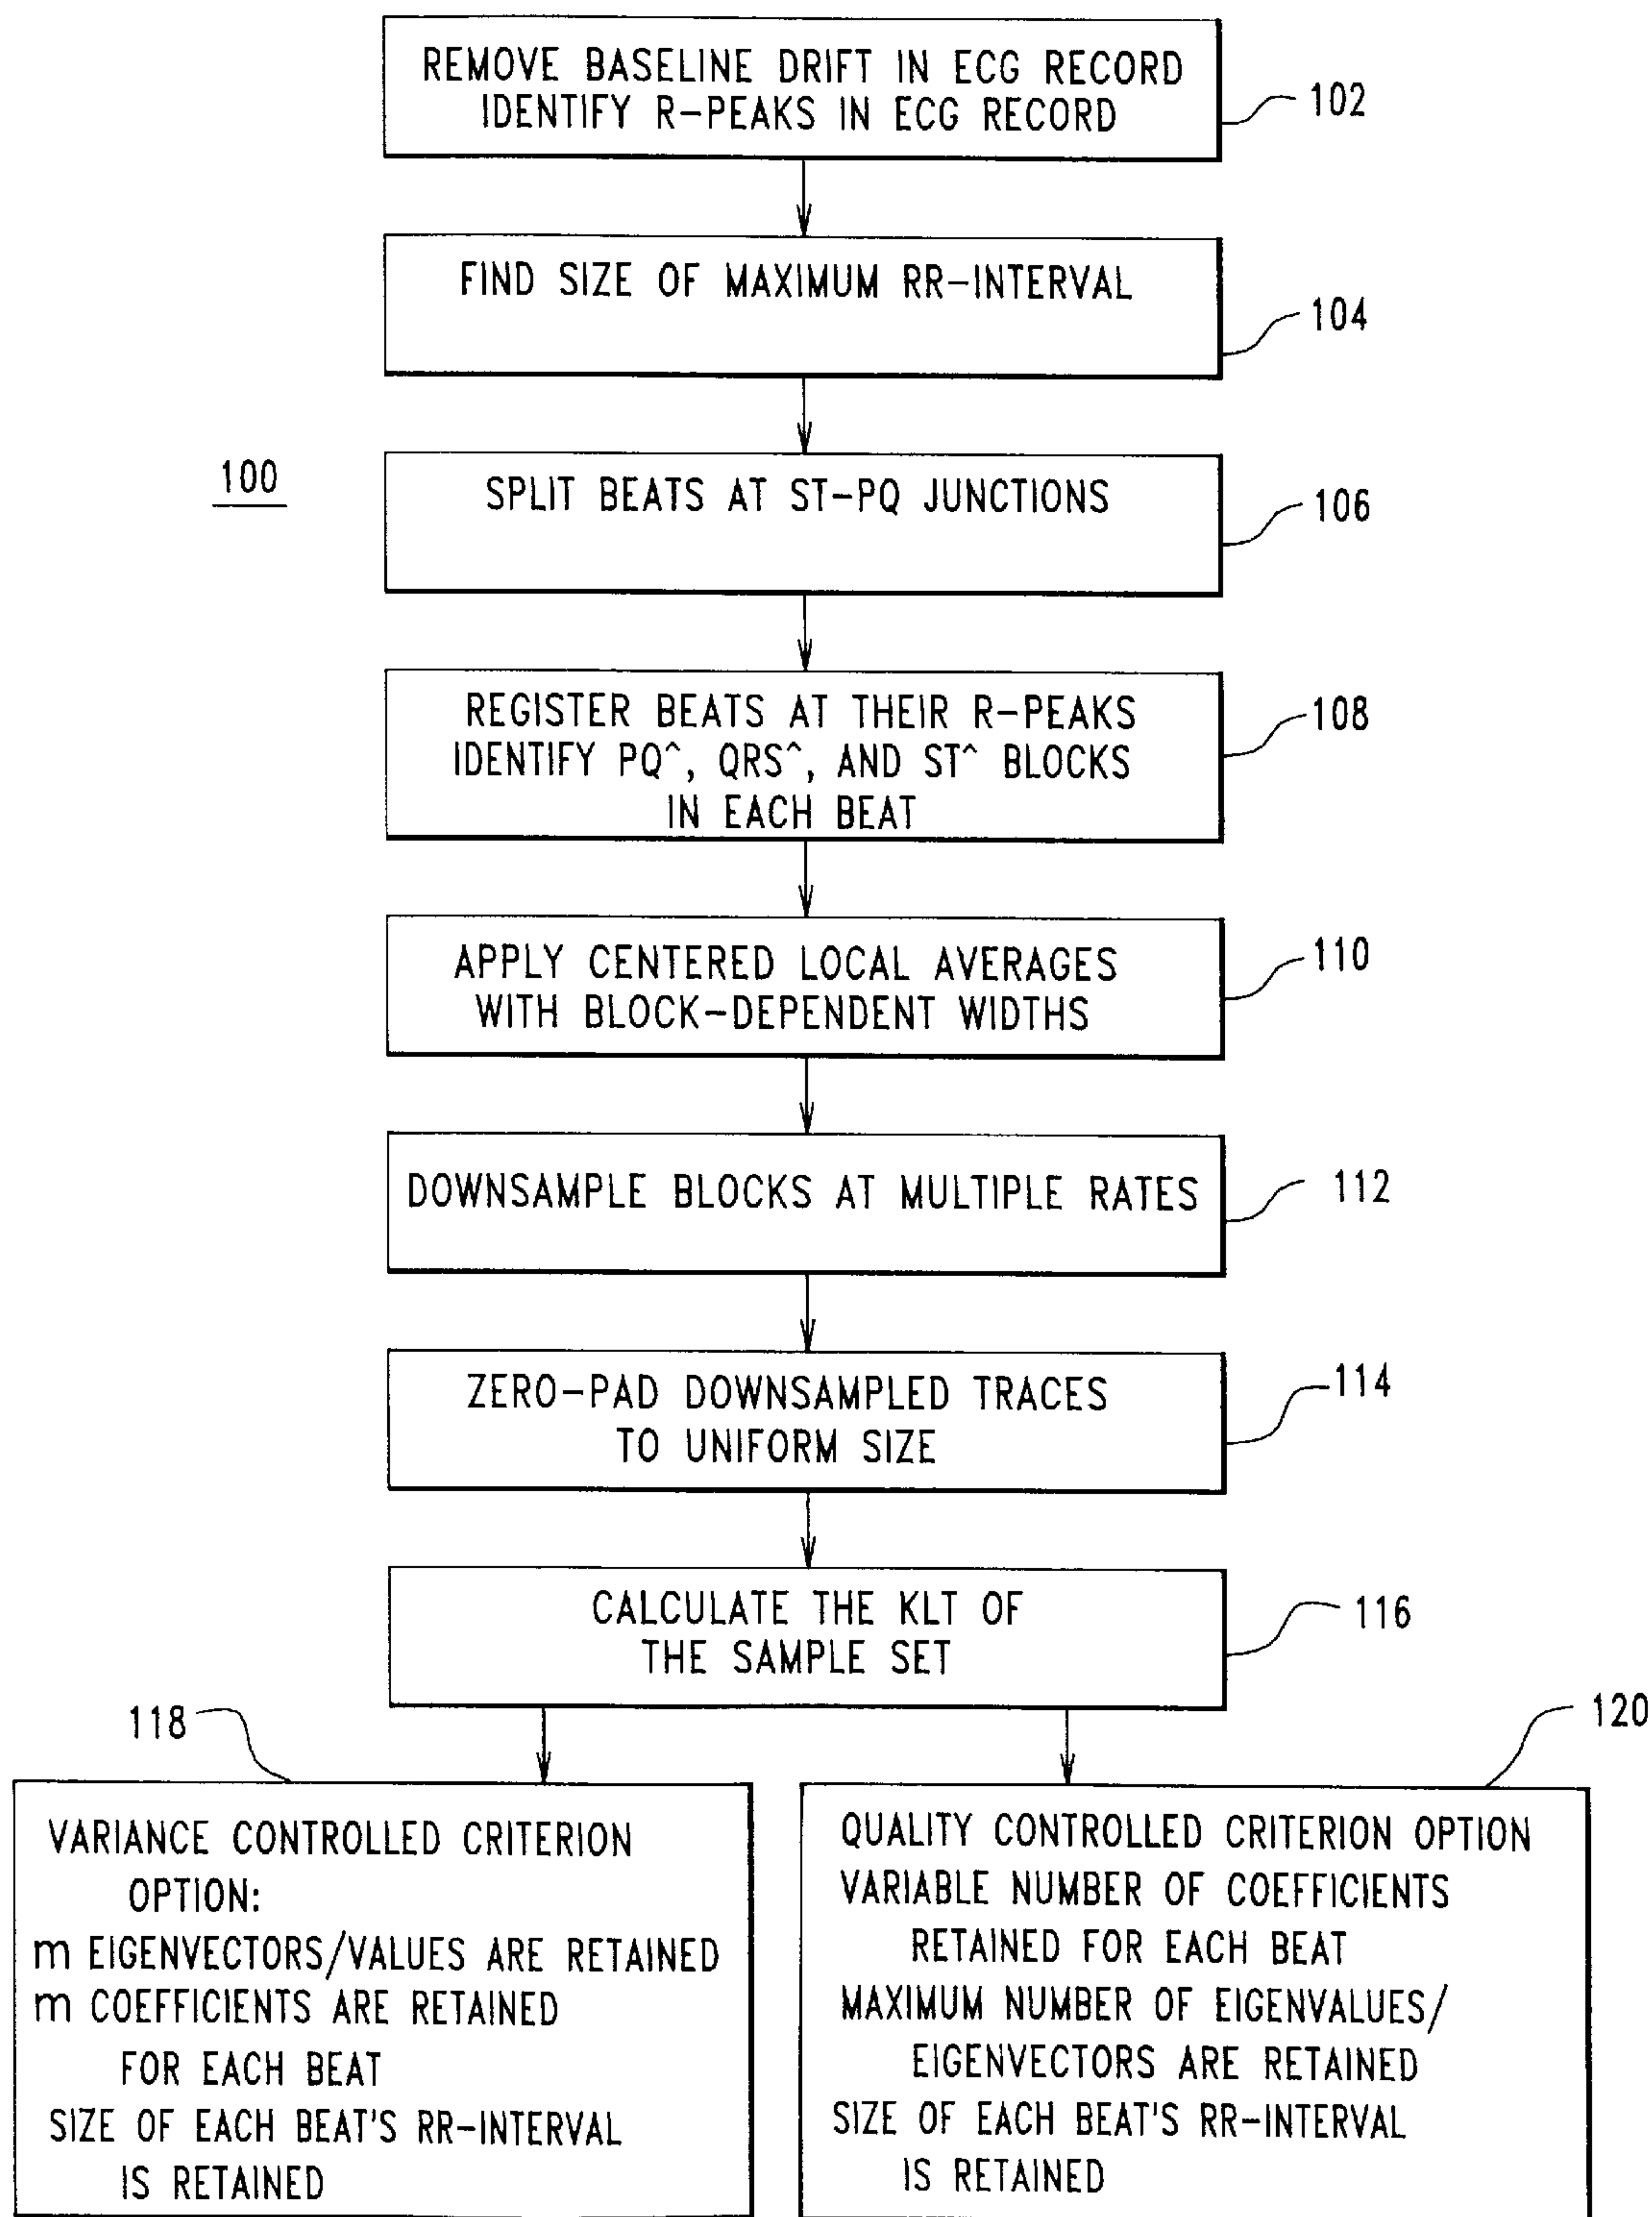 REMOVE BASELINE DRIFT IN ECG RECORD
IDENTIFY R-PEAKS IN ECG RECORD
102
FIND SIZE OF MAXIMUM RR-INTERVAL
104
100
SPLIT BEATS AT ST-PQ JUNCTIONS
106
REGISTER BEATS AT THEIR R-PEAKS
IDENTIFY PQ^, QRS^, AND ST^ BLOCKS
IN EACH BEAT
108
APPLY CENTERED LOCAL AVERAGES
WITH BLOCK-DEPENDENT WIDTHS
110
DOWNSAMPLE BLOCKS AT MULTIPLE RATES
112
ZERO-PAD DOWNSAMPLED TRACES
TO UNIFORM SIZE
114
CALCULATE THE KLT OF
THE SAMPLE SET
116
118
VARIANCE CONTROLLED CRITERION
OPTION:
m EIGENVECTORS/VALUES ARE RETAINED
m COEFFICIENTS ARE RETAINED
FOR EACH BEAT
SIZE OF EACH BEAT'S RR-INTERVAL
IS RETAINED
120
QUALITY CONTROLLED CRITERION OPTION
VARIABLE NUMBER OF COEFFICIENTS
RETAINED FOR EACH BEAT
MAXIMUM NUMBER OF EIGENVALUES/
EIGENVECTORS ARE RETAINED
SIZE OF EACH BEAT'S RR-INTERVAL
IS RETAINED